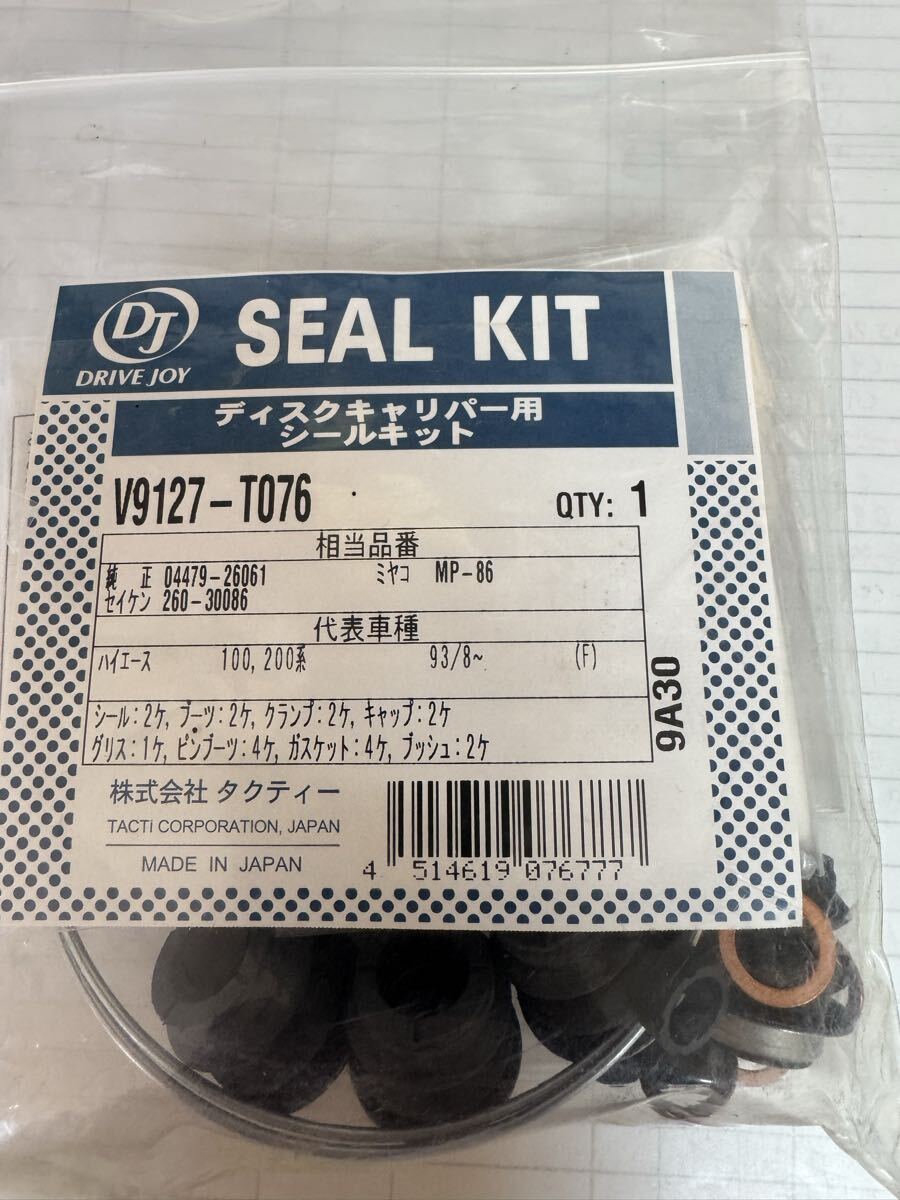 DJ
DRIVE JOY
SEAL KIT
ディスクキャリパー用
シールキット
V9127-T076
QTY: 1
相当品番
純 正 04479-26061 ミヤコ MP-86
セイケン 260-30086
代表車種
ハイエース 100,200系 93/8~ (F)
シール:2ケ,ブーツ:2ケ,クランプ:2ケ,キャップ:2ケ
グリス:1ケ,ピンブーツ:4ケ,ガスケット:4ケ,ブッシュ:2ケ
9A30
株式会社 タクティー
TACTi CORPORATION, JAPAN
MADE IN JAPAN
4 514619 076777